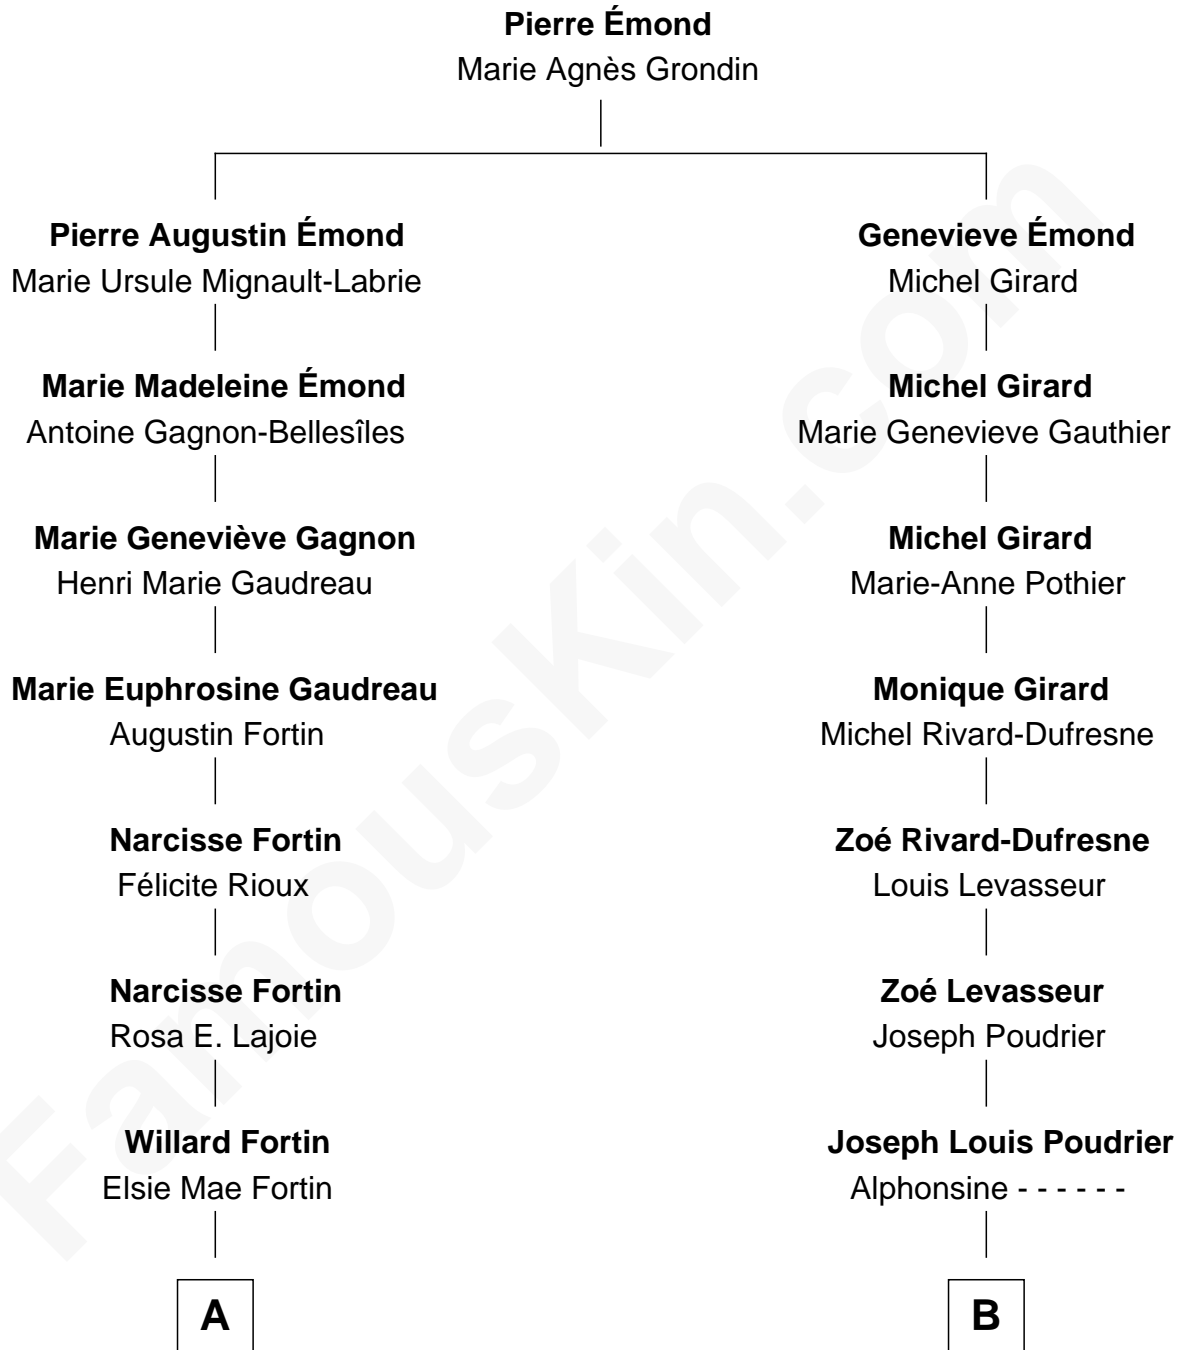 Pierre Émond
Marie Agnès Grondin
Pierre Augustin Émond
Marie Ursule Mignault-Labrie
Genevieve Émond
Michel Girard
Marie Madeleine Émond
Antoine Gagnon-Bellesîles
Michel Girard
Marie Genevieve Gauthier
Marie Geneviève Gagnon
Henri Marie Gaudreau
Michel Girard
Marie-Anne Pothier
Marie Euphrosine Gaudreau
Augustin Fortin
Monique Girard
Michel Rivard-Dufresne
Narcisse Fortin
Félicite Rioux
Zoé Rivard-Dufresne
Louis Levasseur
Narcisse Fortin
Rosa E. Lajoie
Zoé Levasseur
Joseph Poudrier
Willard Fortin
Elsie Mae Fortin
Joseph Louis Poudrier
Alphonsine - - - - - -
A
B
FamousKin.com